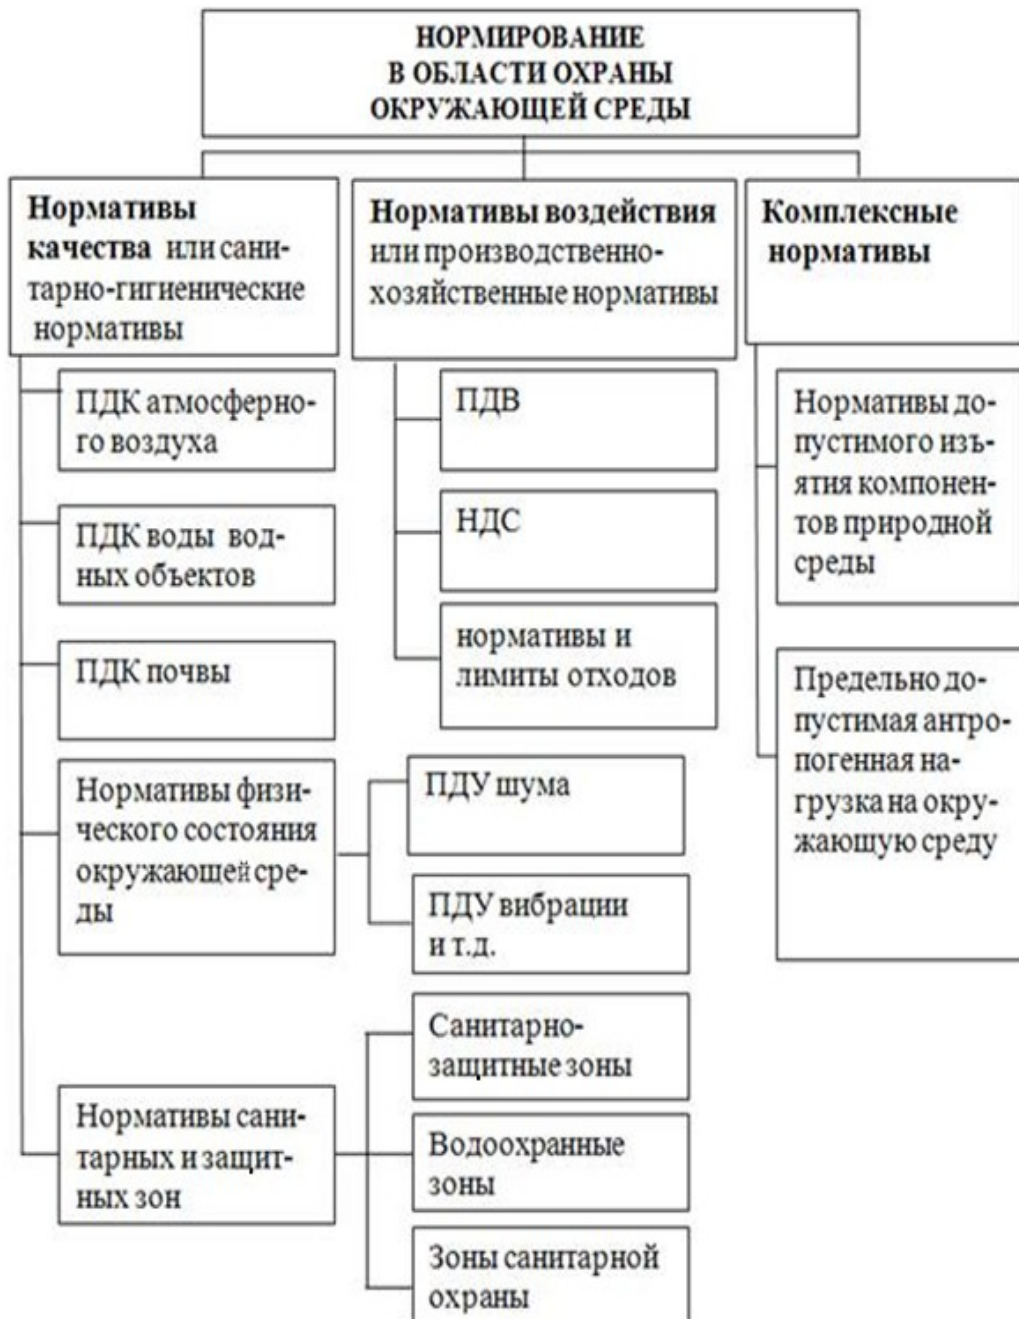 НОРМИРОВАНИЕ
В ОБЛАСТИ ОХРАНЫ
ОКРУЖАЮЩЕЙ СРЕДЫ
Нормативы
качества или сани-
тарно-гигиенические
нормативы
ПДК атмосферно-
го воздуха
ПДК воды вод-
ных объектов
ПДК почвы
Нормативы физи-
ческого состояния
окружающей сре-
ды
ПДУ шума
ПДУ вибрации
и т.д.
Нормативы сани-
тарных и защит-
ных зон
Санитарно-
защитные зоны
Водоохранные
зоны
Зоны санитарной
охраны
Нормативы воздействия
или производственно-
хозяйственные нормативы
ПДВ
НДС
нормативы и
лимиты отходов
Комплексные
нормативы
Нормативы до-
пустимого изъ-
ятия компонен-
тов природной
среды
Предельно до-
пустимая антро-
погенная на-
грузка на окру-
жающую среду